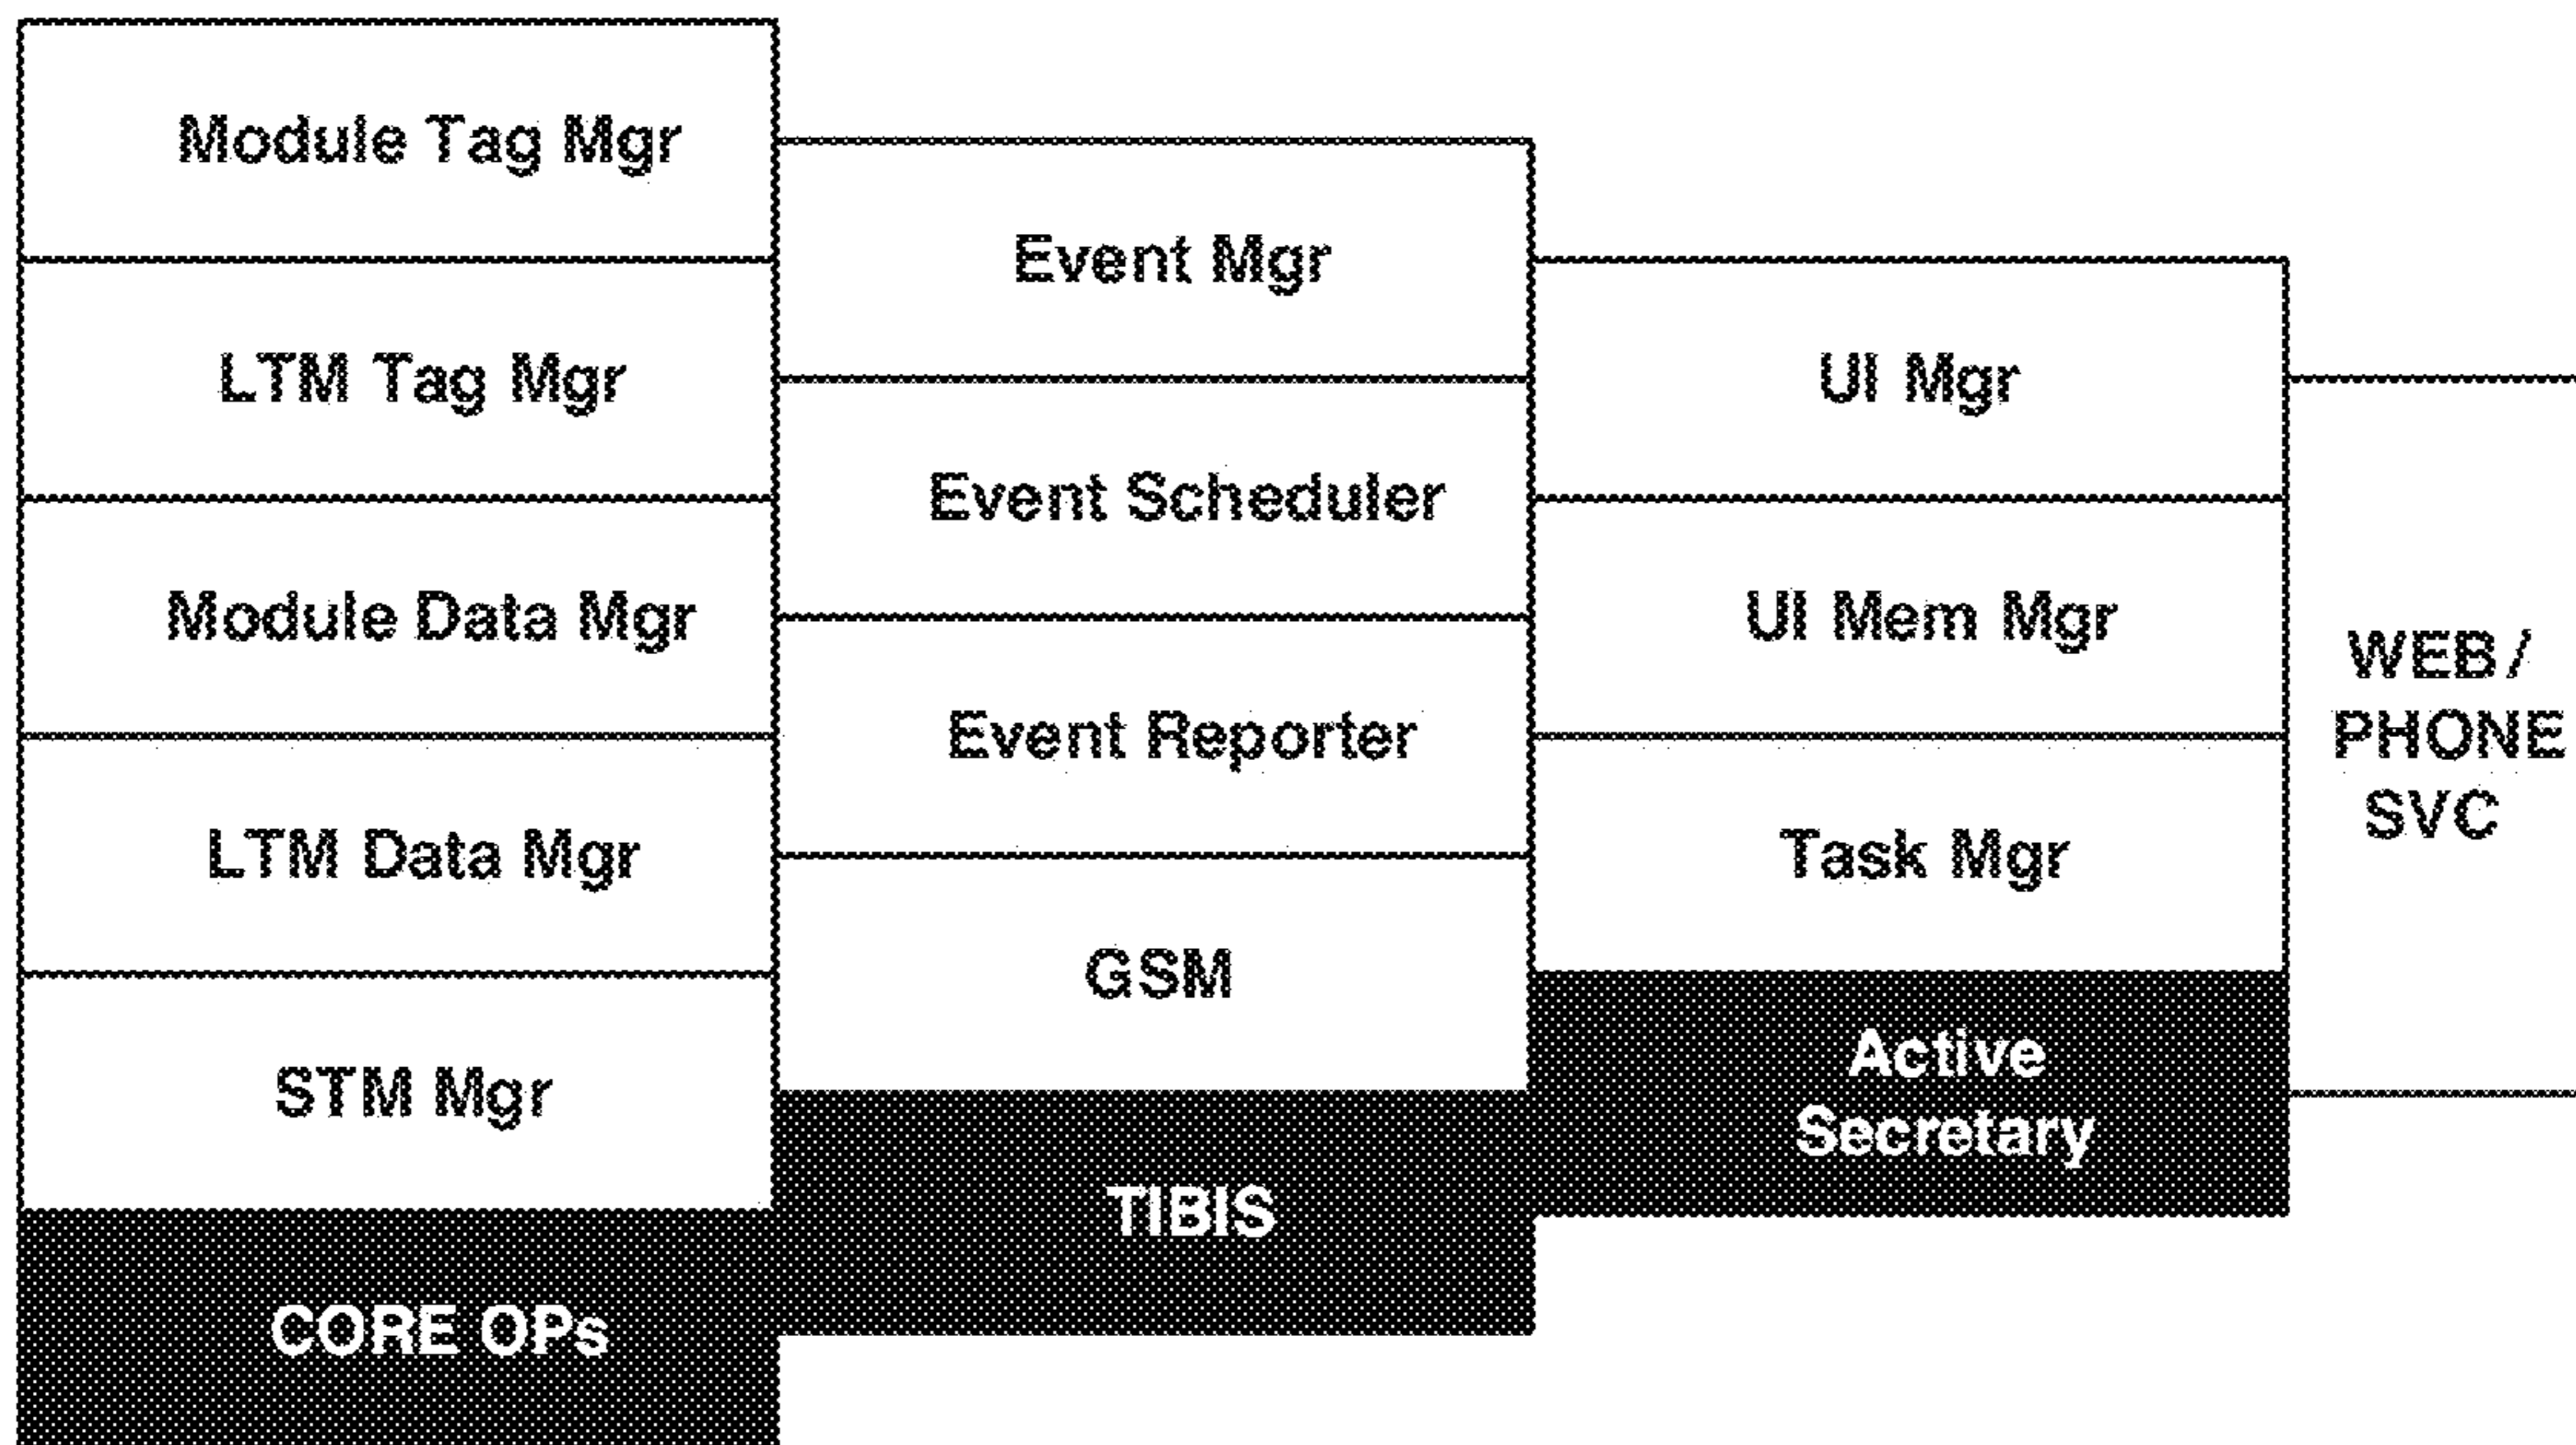 Module Tag Mgr
LTM Tag Mgr
Module Data Mgr
LTM Data Mgr
STM Mgr
CORE OPs
Event Mgr
Event Scheduler
Event Reporter
GSM
TIBIS
UI Mgr
UI Mem Mgr
Task Mgr
Active
Secretary
WEB /
PHONE
SVC